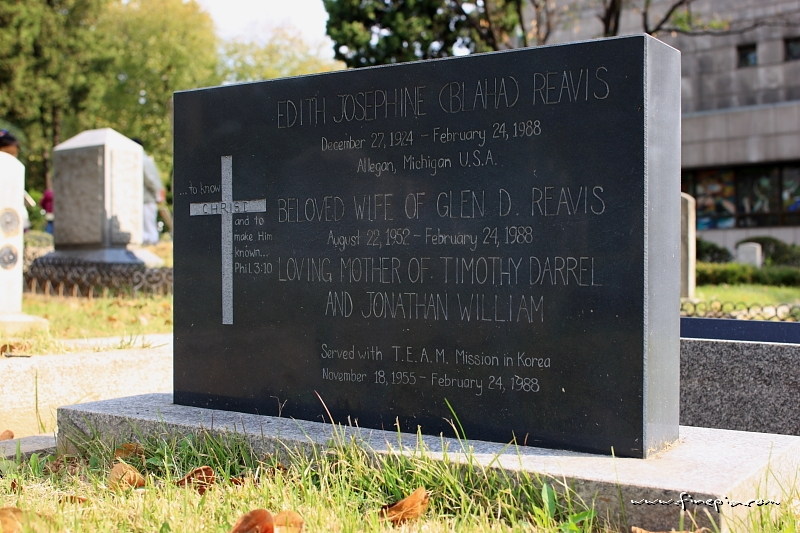 EDITH JOSEPHINE (BLAHA) REAVIS
December 27, 1924 – February 24, 1988
Allegan, Michigan U.S.A.
...to know
CHRIST
and to
make Him
known...
Phil. 3:10
BELOVED WIFE OF GLEN D. REAVIS
August 22, 1952 – February 24, 1988
LOVING MOTHER OF TIMOTHY DARREL
AND JONATHAN WILLIAM
Served with T.E.A.M. Mission in Korea
November 18, 1955 – February 24, 1988
www.finepin.com